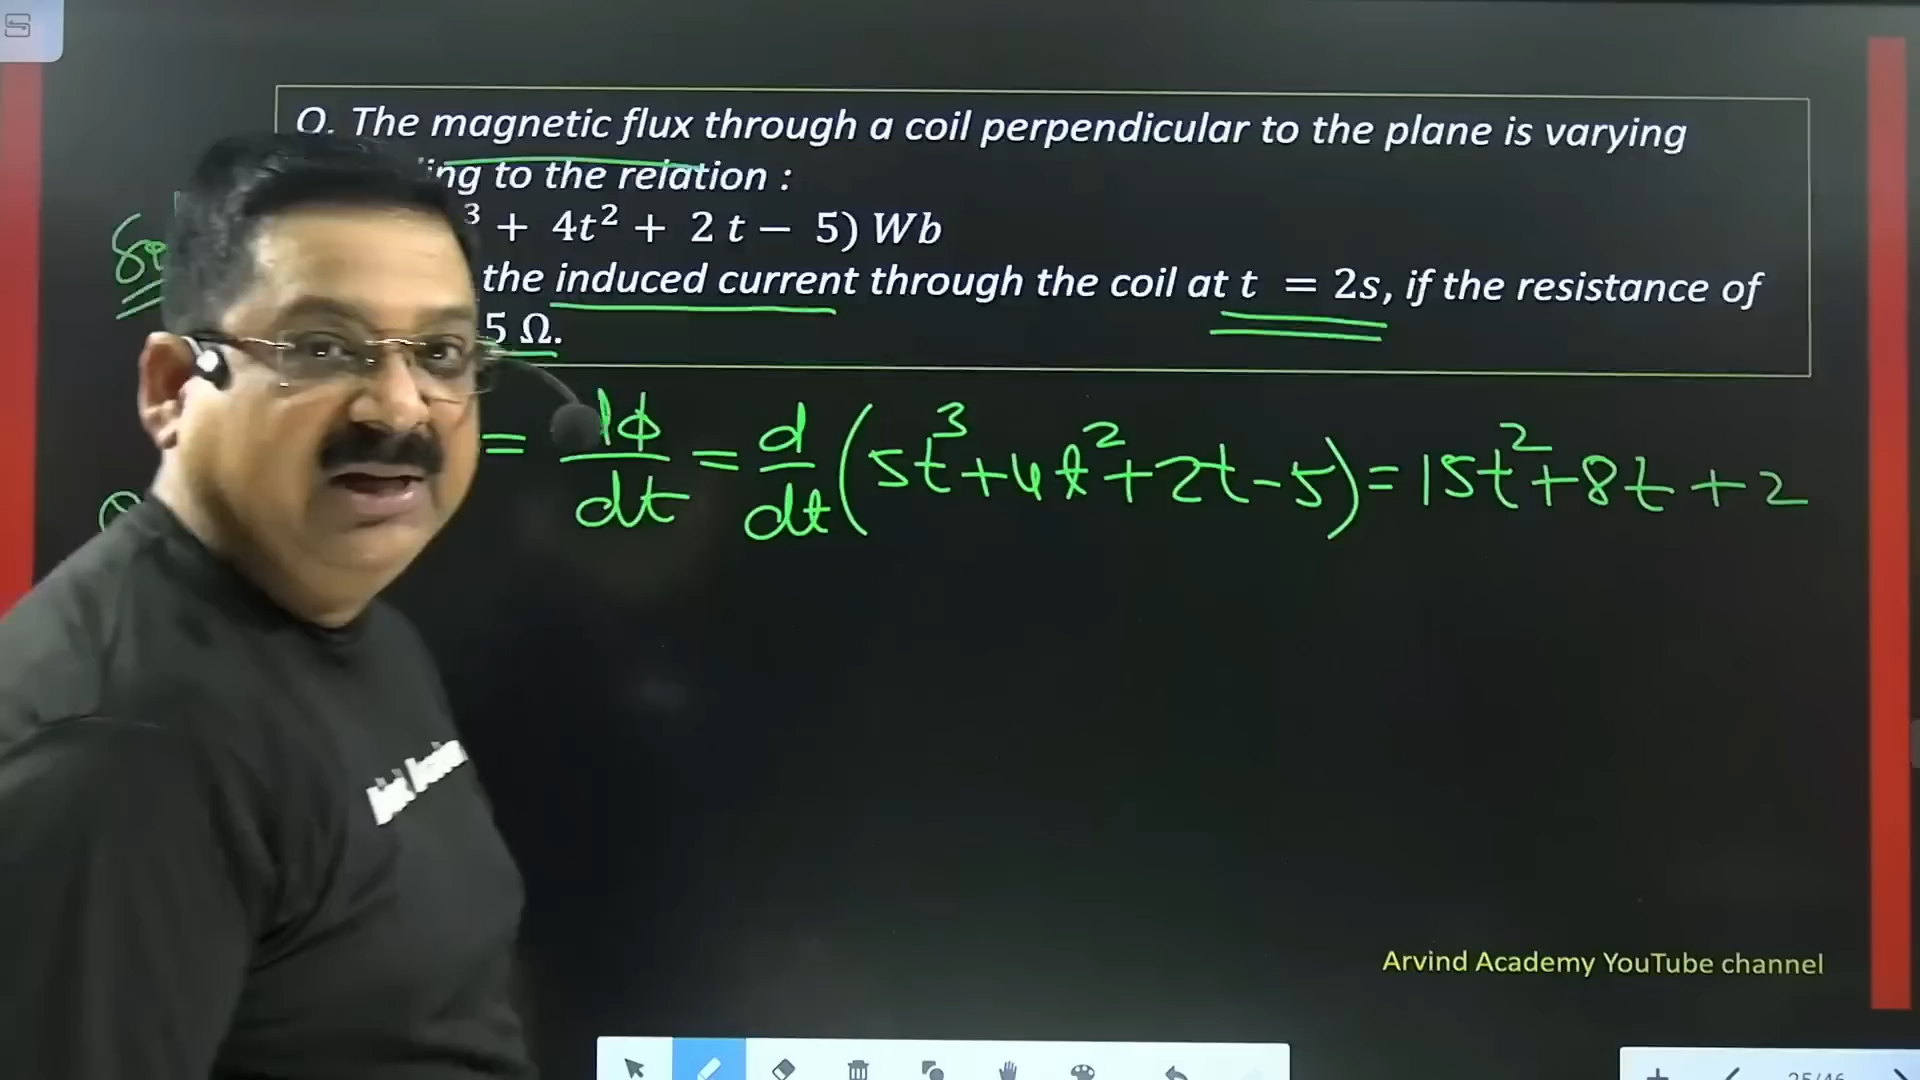 Q. The magnetic flux through a coil perpendicular to the plane is varying
to the relation :
³ + 4t² + 2 t − 5) Wb
the induced current through the coil at t = 2s, if the resistance of
5 Ω.
= dϕ/dt = d/dt (5t³ + 4t² + 2t - 5) = 15t² + 8t + 2
Arvind Academy YouTube channel
25/46